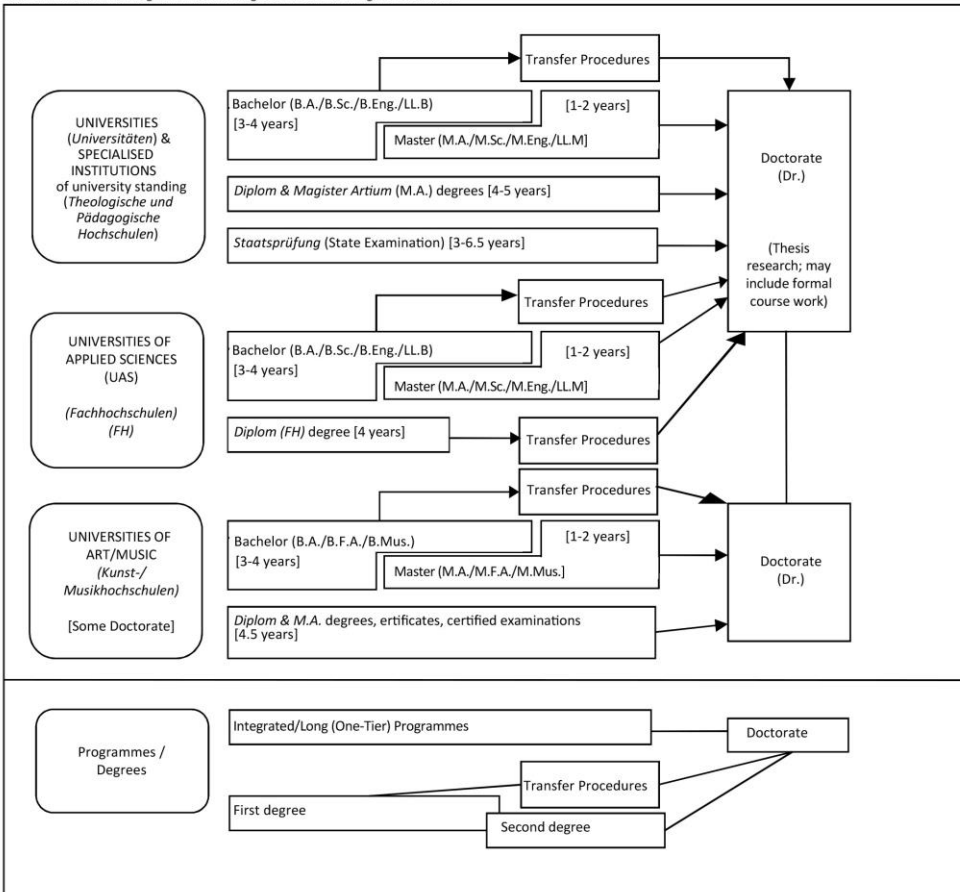 Transfer Procedures
UNIVERSITIES
(Universitäten) &
SPECIALISED
INSTITUTIONS
of university standing
(Theologische und
Pädagogische
Hochschulen)
Bachelor (B.A./B.Sc./B.Eng./LL.B)
[3-4 years]
[1-2 years]
Master (M.A./M.Sc./M.Eng./LL.M]
Diplom & Magister Artium (M.A.) degrees [4-5 years]
Staatsprüfung (State Examination) [3-6.5 years]
Doctorate
(Dr.)
(Thesis
research; may
include formal
course work)
Transfer Procedures
UNIVERSITIES OF
APPLIED SCIENCES
(UAS)
(Fachhochschulen)
(FH)
Bachelor (B.A./B.Sc./B.Eng./LL.B)
[3-4 years]
[1-2 years]
Master (M.A./M.Sc./M.Eng./LL.M]
Diplom (FH) degree [4 years]
Transfer Procedures
Transfer Procedures
UNIVERSITIES OF
ART/MUSIC
(Kunst-/
Musikhochschulen)
[Some Doctorate]
Bachelor (B.A./B.F.A./B.Mus.)
[3-4 years]
[1-2 years]
Master (M.A./M.F.A./M.Mus.]
Diplom & M.A. degrees, ertificates, certified examinations
[4.5 years]
Doctorate
(Dr.)
Programmes /
Degrees
Integrated/Long (One-Tier) Programmes
Doctorate
Transfer Procedures
First degree
Second degree